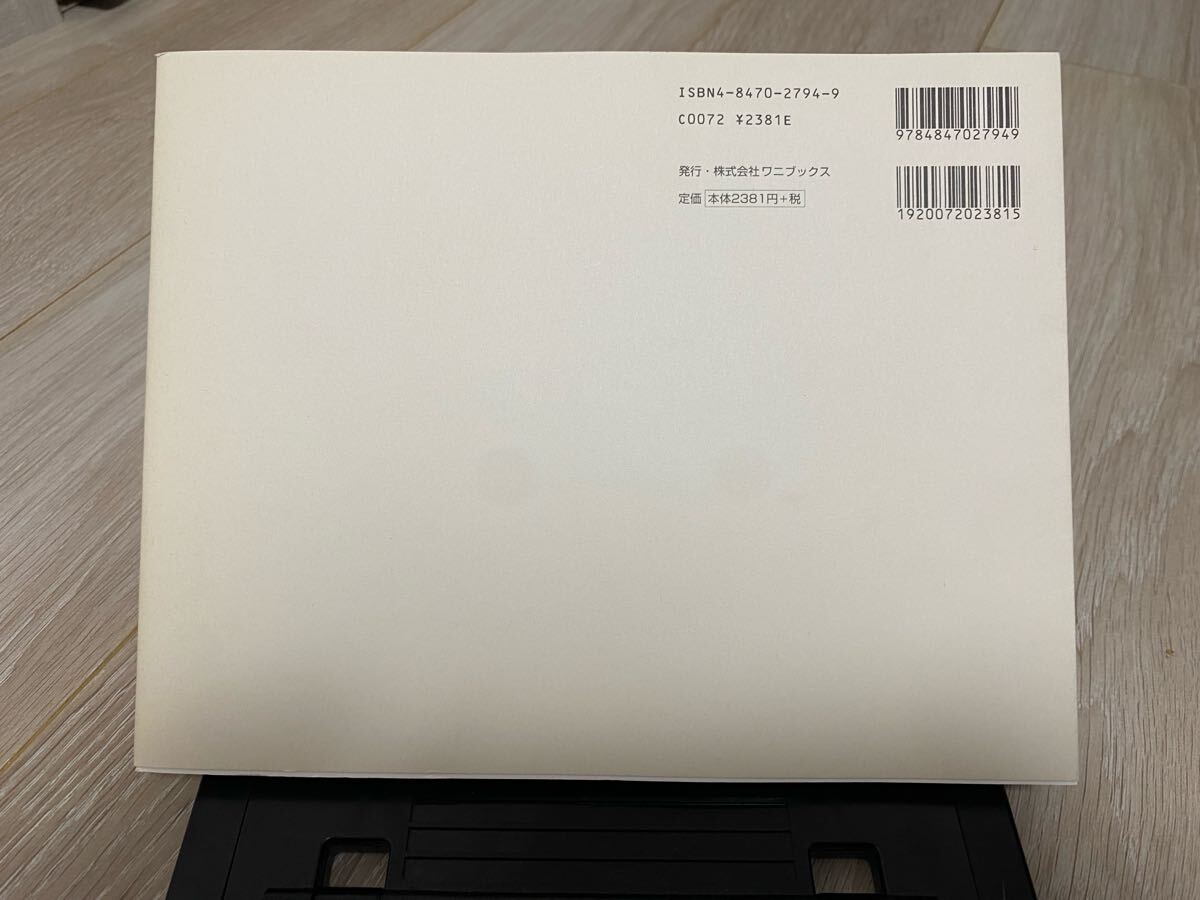 ISBN4-8470-2794-9
C0072 ¥2381E
9784847027949
発行・株式会社ワニブックス
定価 本体2381円+税
1920072023815